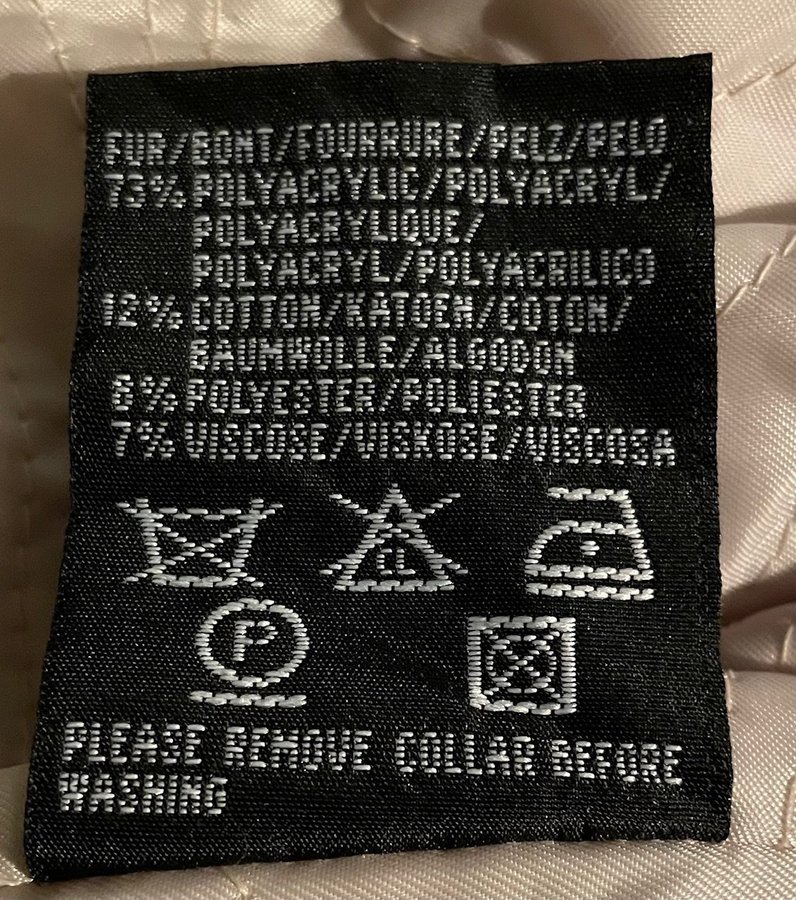 FUR/BONT/FOURRURE/PELZ/PELO
73% POLYACRYLIC/POLYACRYL/
POLYACRYLIQUE/
POLYACRYL/POLYACRILICO
12% COTTON/KATOEN/COTON/
BAUMWOLLE/ALGODON
8% POLYESTER/POLIESTER
7% VISCOSE/VISKOSE/VISCOSA
CL
P
PLEASE REMOVE COLLAR BEFORE
WASHING